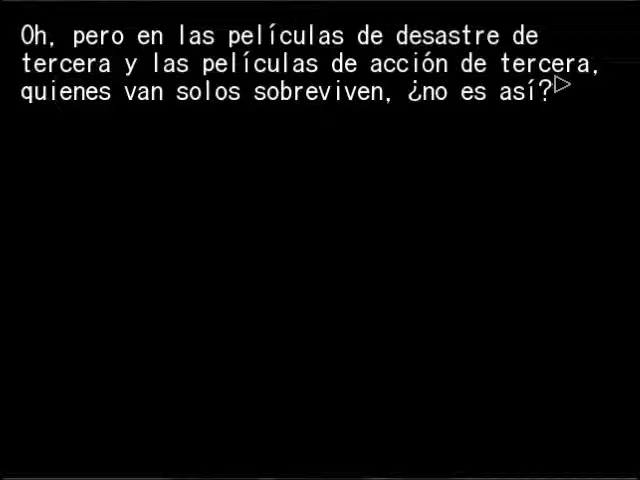 Oh, pero en las películas de desastre de
tercera y las películas de acción de tercera,
quienes van solos sobreviven, ¿no es así?